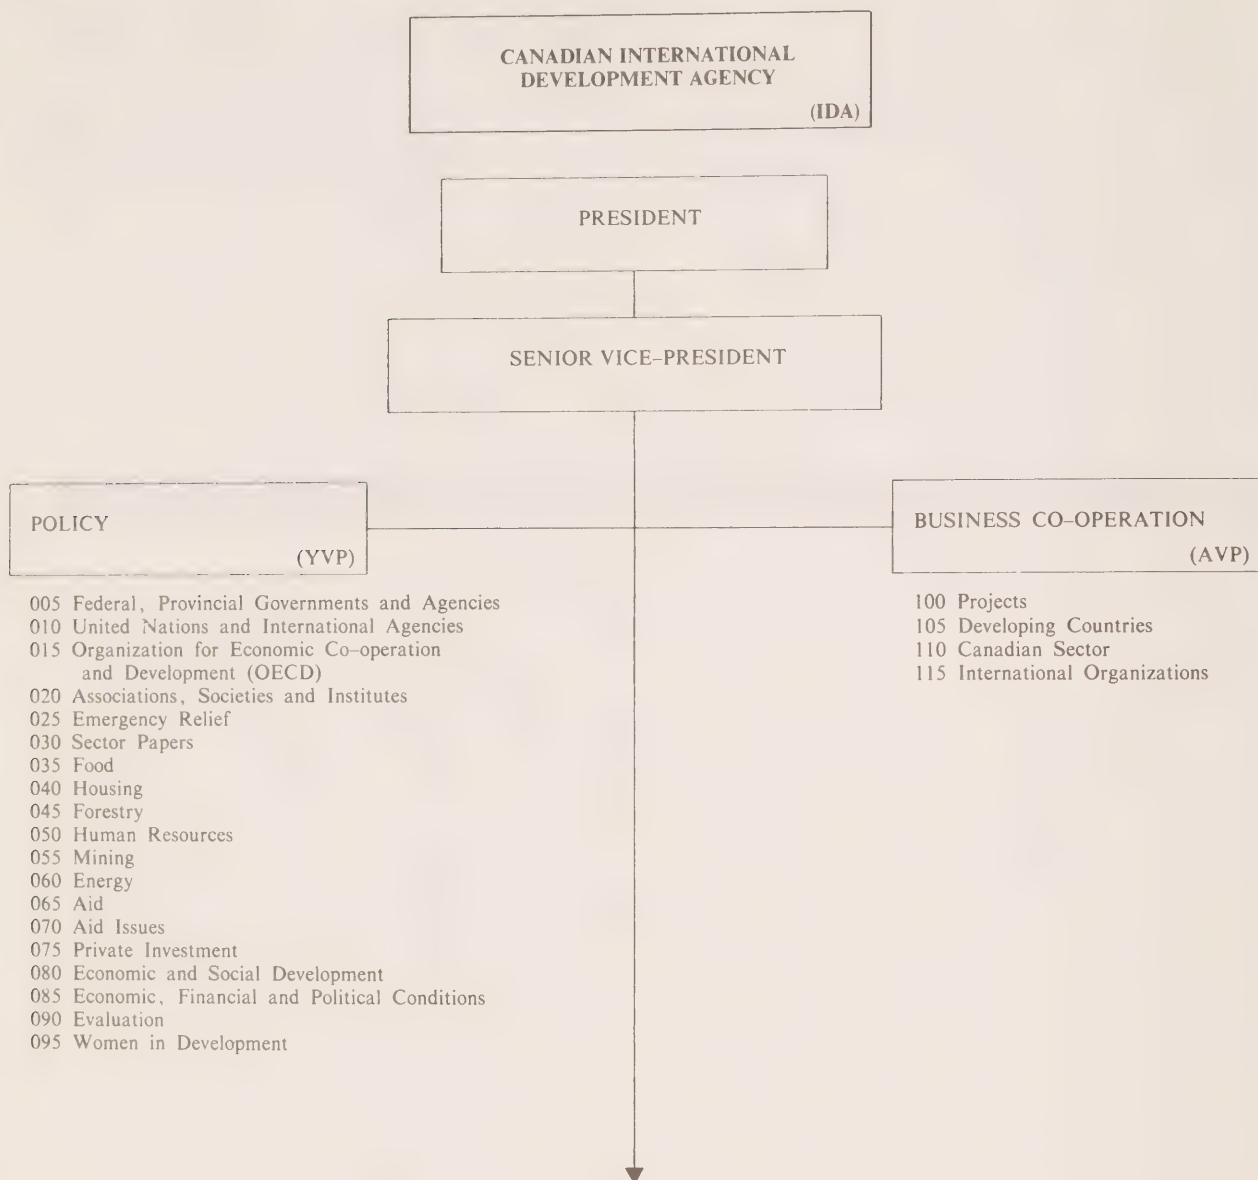 CANADIAN INTERNATIONAL
DEVELOPMENT AGENCY
(IDA)
PRESIDENT
SENIOR VICE-PRESIDENT
POLICY
(YVP)
005 Federal, Provincial Governments and Agencies
010 United Nations and International Agencies
015 Organization for Economic Co-operation
and Development (OECD)
020 Associations, Societies and Institutes
025 Emergency Relief
030 Sector Papers
035 Food
040 Housing
045 Forestry
050 Human Resources
055 Mining
060 Energy
065 Aid
070 Aid Issues
075 Private Investment
080 Economic and Social Development
085 Economic, Financial and Political Conditions
090 Evaluation
095 Women in Development
BUSINESS CO-OPERATION
(AVP)
100 Projects
105 Developing Countries
110 Canadian Sector
115 International Organizations